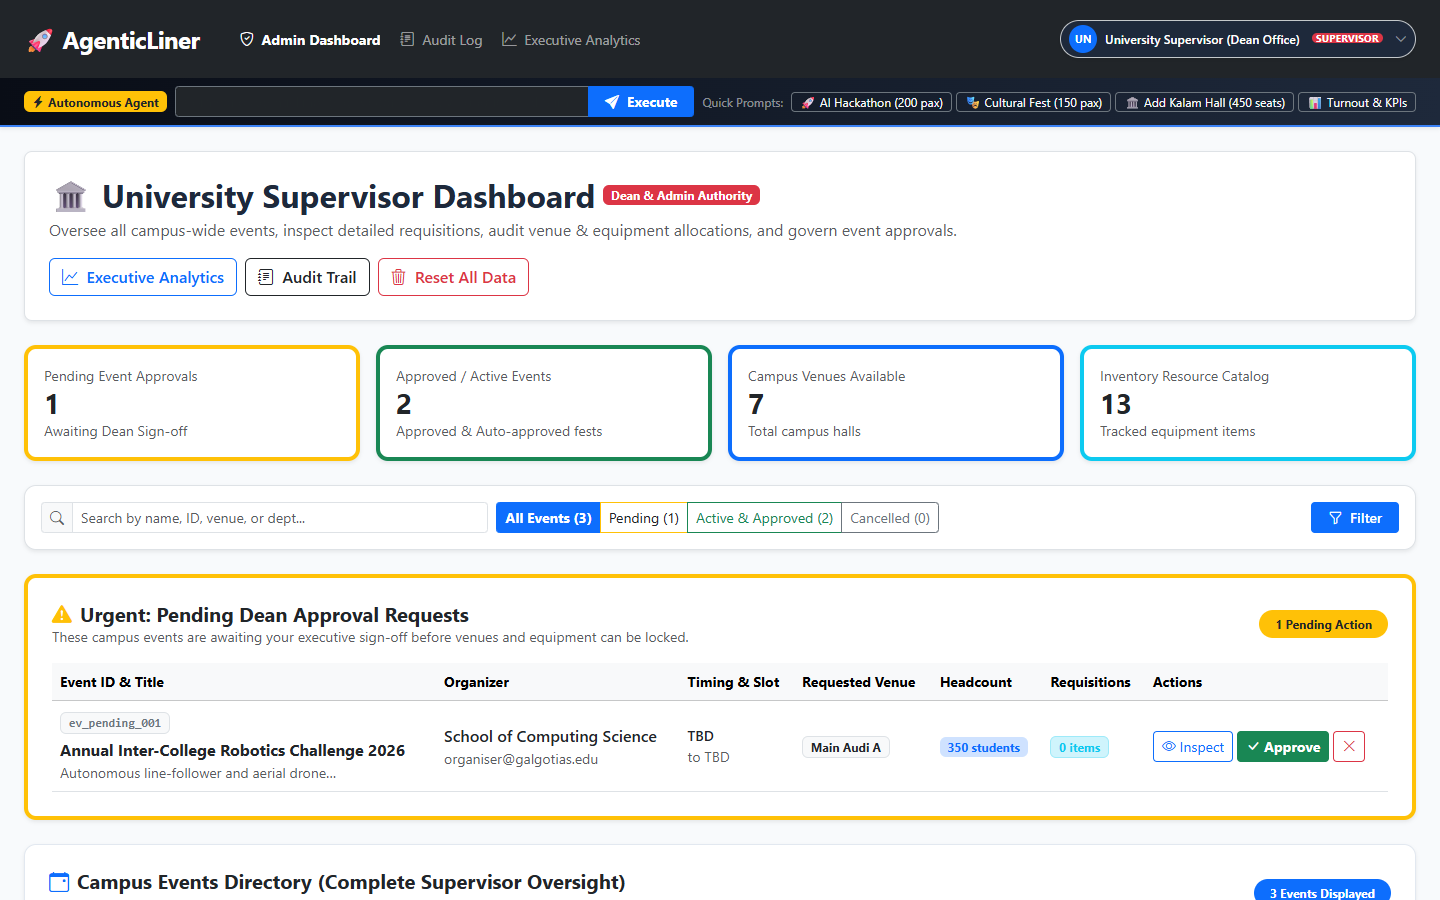 AgenticLiner
Admin Dashboard
Audit Log
Executive Analytics
UN
University Supervisor (Dean Office)
SUPERVISOR
Autonomous Agent
Execute
Quick Prompts:
AI Hackathon (200 pax)
Cultural Fest (150 pax)
Add Kalam Hall (450 seats)
Turnout & KPIs
University Supervisor Dashboard
Dean & Admin Authority
Oversee all campus-wide events, inspect detailed requisitions, audit venue & equipment allocations, and govern event approvals.
Executive Analytics
Audit Trail
Reset All Data
Pending Event Approvals
1
Awaiting Dean Sign-off
Approved / Active Events
2
Approved & Auto-approved fests
Campus Venues Available
7
Total campus halls
Inventory Resource Catalog
13
Tracked equipment items
Search by name, ID, venue, or dept...
All Events (3)
Pending (1)
Active & Approved (2)
Cancelled (0)
Filter
Urgent: Pending Dean Approval Requests
These campus events are awaiting your executive sign-off before venues and equipment can be locked.
1 Pending Action
Event ID & Title
Organizer
Timing & Slot
Requested Venue
Headcount
Requisitions
Actions
ev_pending_001
Annual Inter-College Robotics Challenge 2026
Autonomous line-follower and aerial drone...
School of Computing Science
organiser@galgotias.edu
TBD
to TBD
Main Audi A
350 students
0 items
Inspect
Approve
Campus Events Directory (Complete Supervisor Oversight)
3 Events Displayed